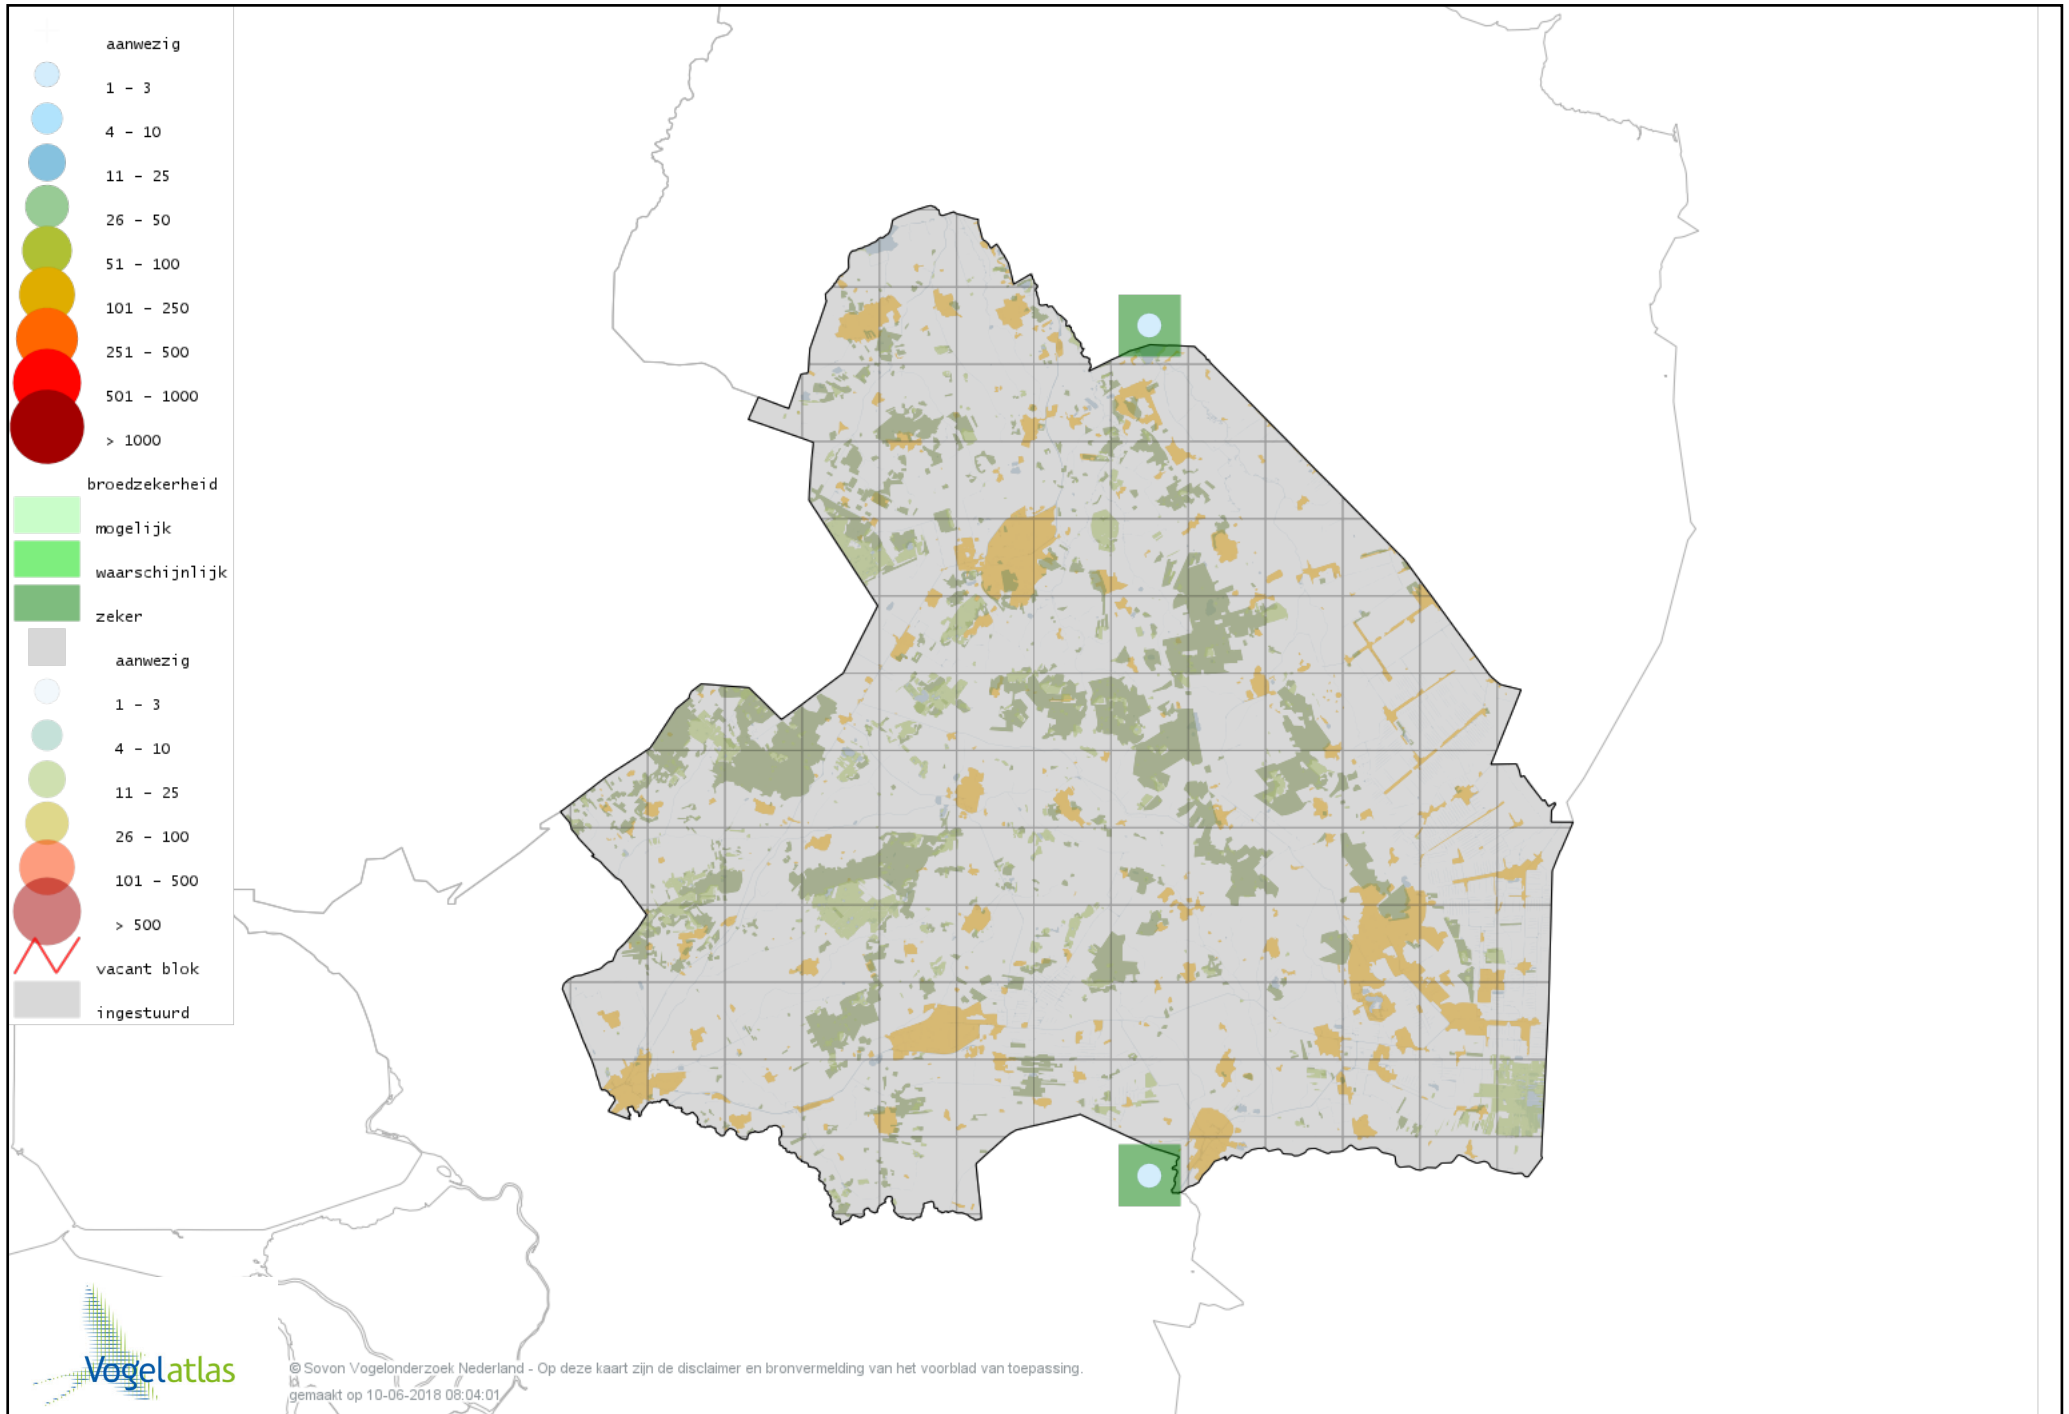 aanwezig
1 - 3
4 - 10
11 - 25
26 - 50
51 - 100
101 - 250
251 - 500
501 - 1000
> 1000
broedzekerheid
mogelijk
waarschijnlijk
zeker
aanwezig
1 - 3
4 - 10
11 - 25
26 - 100
101 - 500
> 500
vacant blok
ingestuurd
Vogelatlas
© Sovon Vogelonderzoek Nederland - Op deze kaart zijn de disclaimer en bronvermelding van het voorblad van toepassing.
gemaakt op 10-06-2018 08:04:01